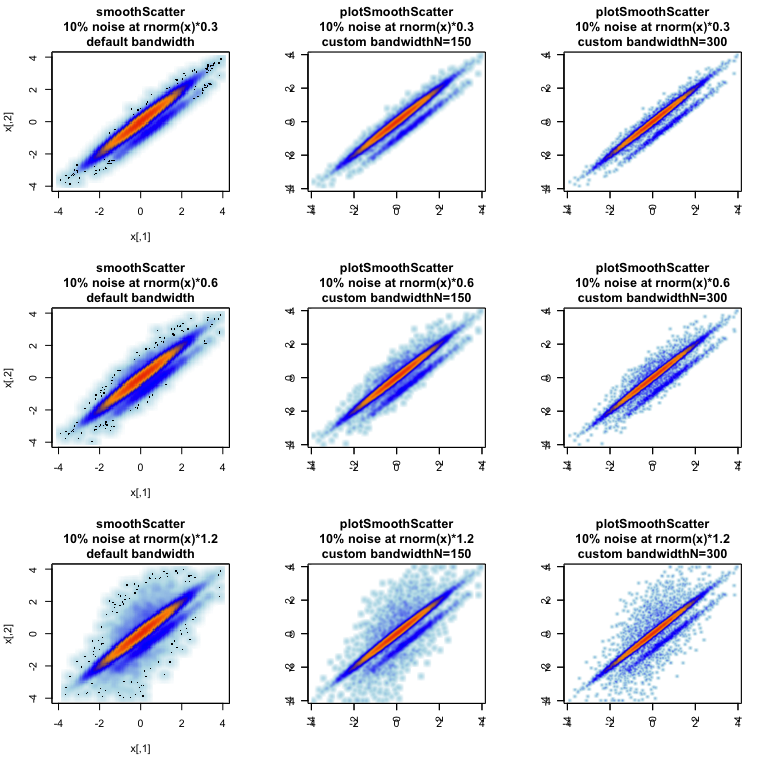 smoothScatter
10% noise at rnorm(x)*0.3
default bandwidth
4
2
0
-2
-4
x[,2]
-4 -2 0 2 4
x[,1]
plotSmoothScatter
10% noise at rnorm(x)*0.3
custom bandwidthN=150
plotSmoothScatter
10% noise at rnorm(x)*0.3
custom bandwidthN=300
smoothScatter
10% noise at rnorm(x)*0.6
default bandwidth
4
2
0
-2
-4
x[,2]
-4 -2 0 2 4
x[,1]
plotSmoothScatter
10% noise at rnorm(x)*0.6
custom bandwidthN=150
plotSmoothScatter
10% noise at rnorm(x)*0.6
custom bandwidthN=300
smoothScatter
10% noise at rnorm(x)*1.2
default bandwidth
4
2
0
-2
-4
x[,2]
-4 -2 0 2 4
x[,1]
plotSmoothScatter
10% noise at rnorm(x)*1.2
custom bandwidthN=150
plotSmoothScatter
10% noise at rnorm(x)*1.2
custom bandwidthN=300